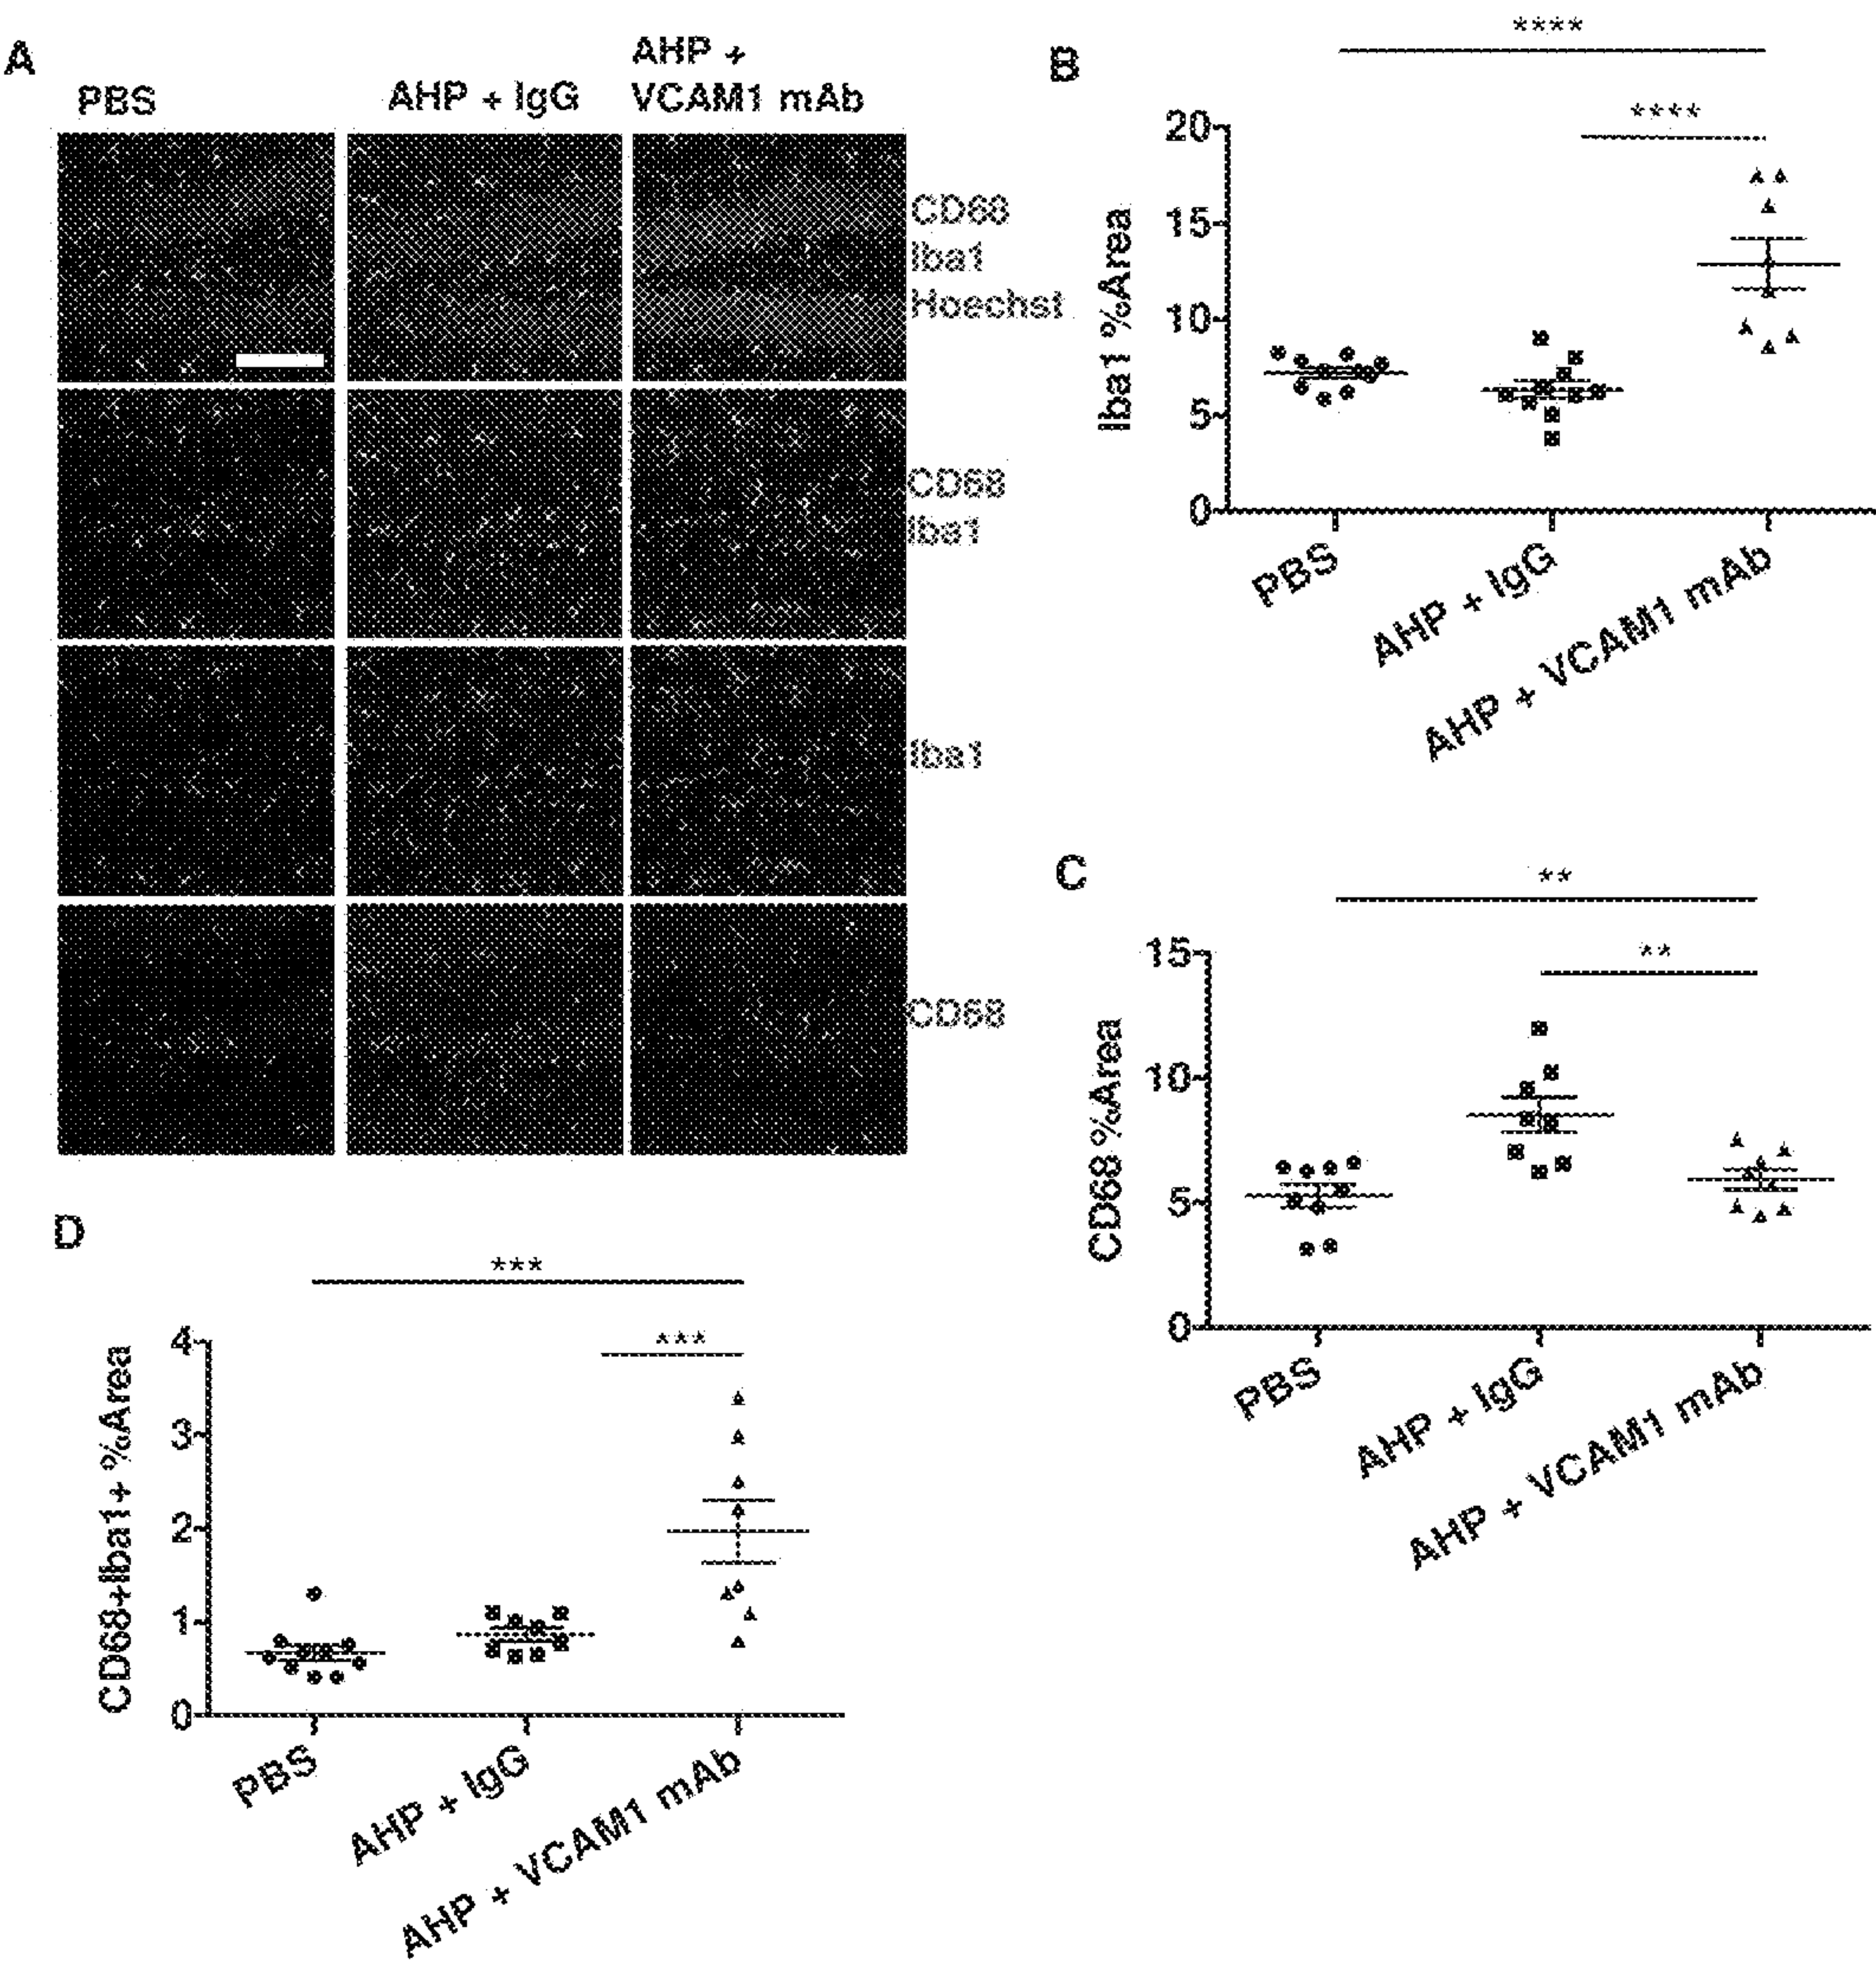 A
PBS
AHP + IgG
AHP +
VCAM1 mAb
CD68
Iba1
Hoechst
CD68
Iba1
Iba1
CD68
B
****
****
Iba1 %Area
20
15
10
5
0
PBS
AHP + IgG
AHP + VCAM1 mAb
C
**
**
CD68 %Area
15
10
5
0
PBS
AHP + IgG
AHP + VCAM1 mAb
D
***
***
CD68+Iba1+ %Area
4
3
2
1
0
PBS
AHP + IgG
AHP + VCAM1 mAb